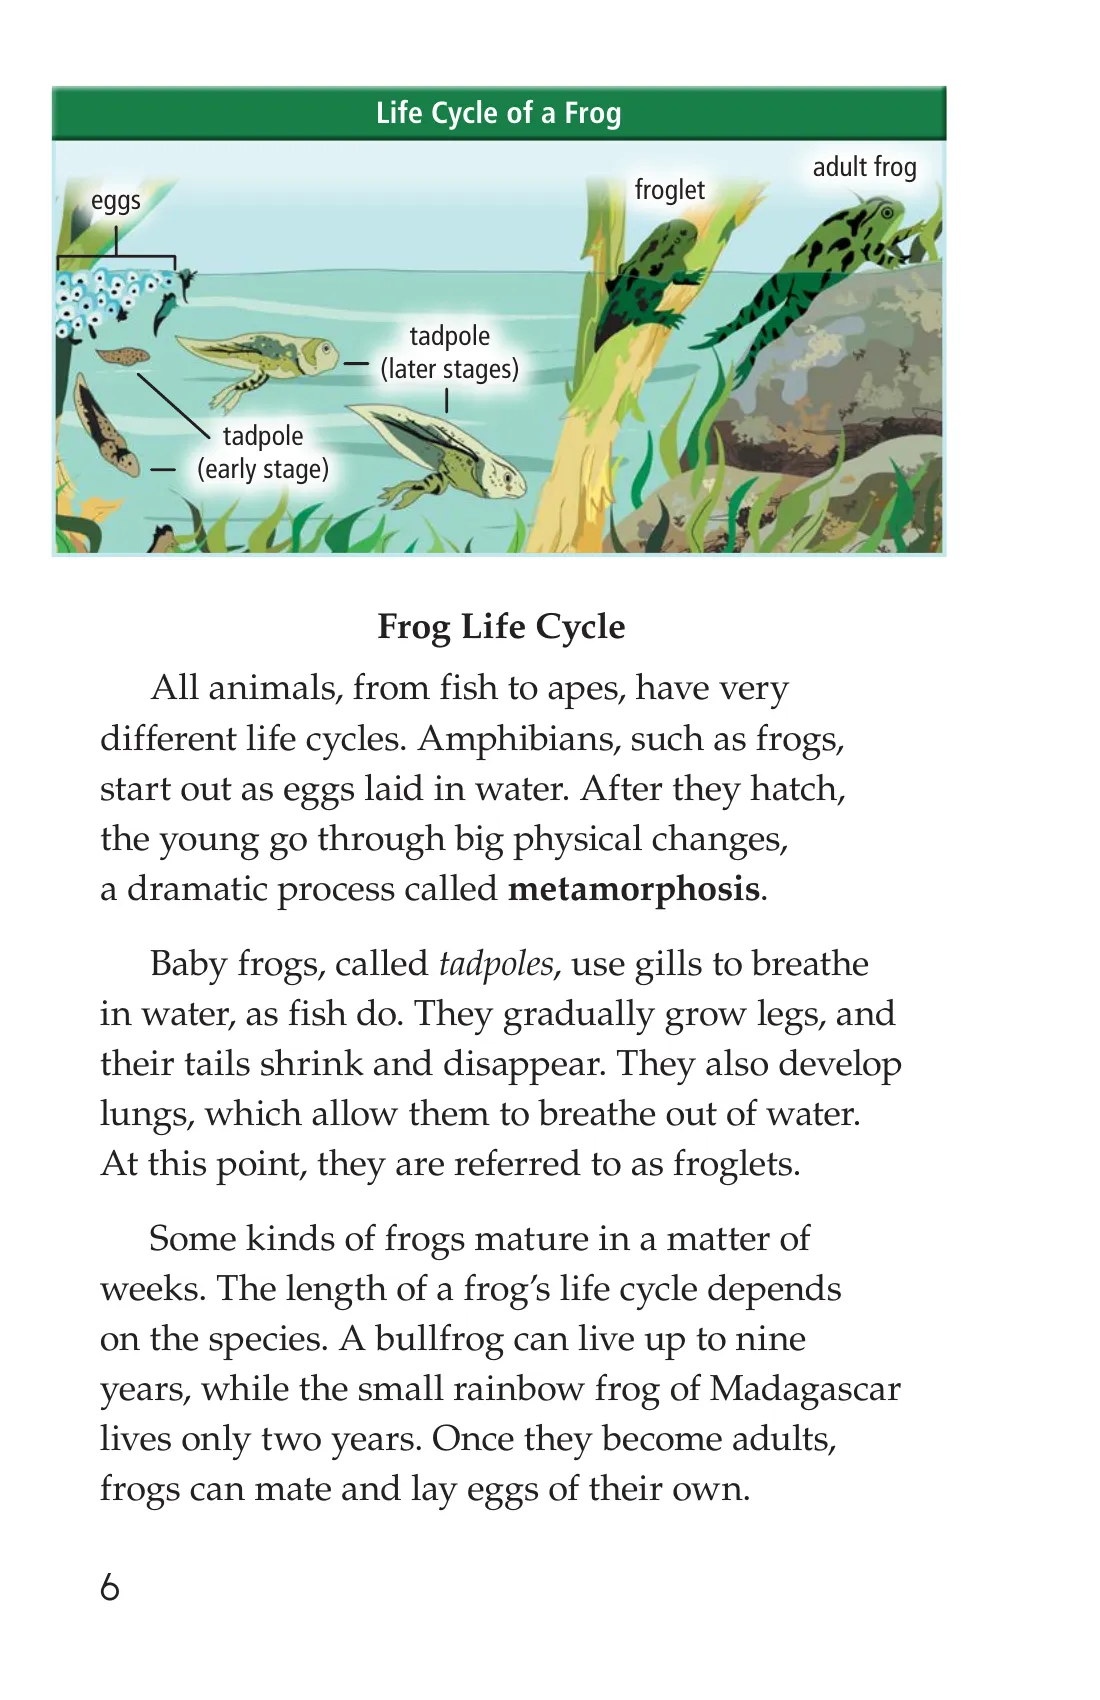 Life Cycle of a Frog
adult frog
froglet
eggs
tadpole
(later stages)
tadpole
(early stage)
Frog Life Cycle
All animals, from fish to apes, have very
different life cycles. Amphibians, such as frogs,
start out as eggs laid in water. After they hatch,
the young go through big physical changes,
a dramatic process called metamorphosis.
Baby frogs, called tadpoles, use gills to breathe
in water, as fish do. They gradually grow legs, and
their tails shrink and disappear. They also develop
lungs, which allow them to breathe out of water.
At this point, they are referred to as froglets.
Some kinds of frogs mature in a matter of
weeks. The length of a frog’s life cycle depends
on the species. A bullfrog can live up to nine
years, while the small rainbow frog of Madagascar
lives only two years. Once they become adults,
frogs can mate and lay eggs of their own.
6